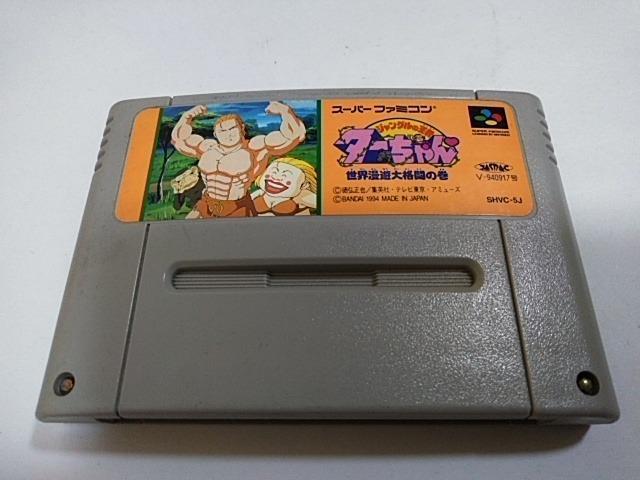 スーパーファミコン
ジャングルの王者
ターちゃん
世界漫遊大格闘の巻
©徳弘正也/集英社・テレビ東京・アミューズ
©BANDAI 1994 MADE IN JAPAN
SUPER FAMICOM
JASRAC
V-940917号
SHVC-5J